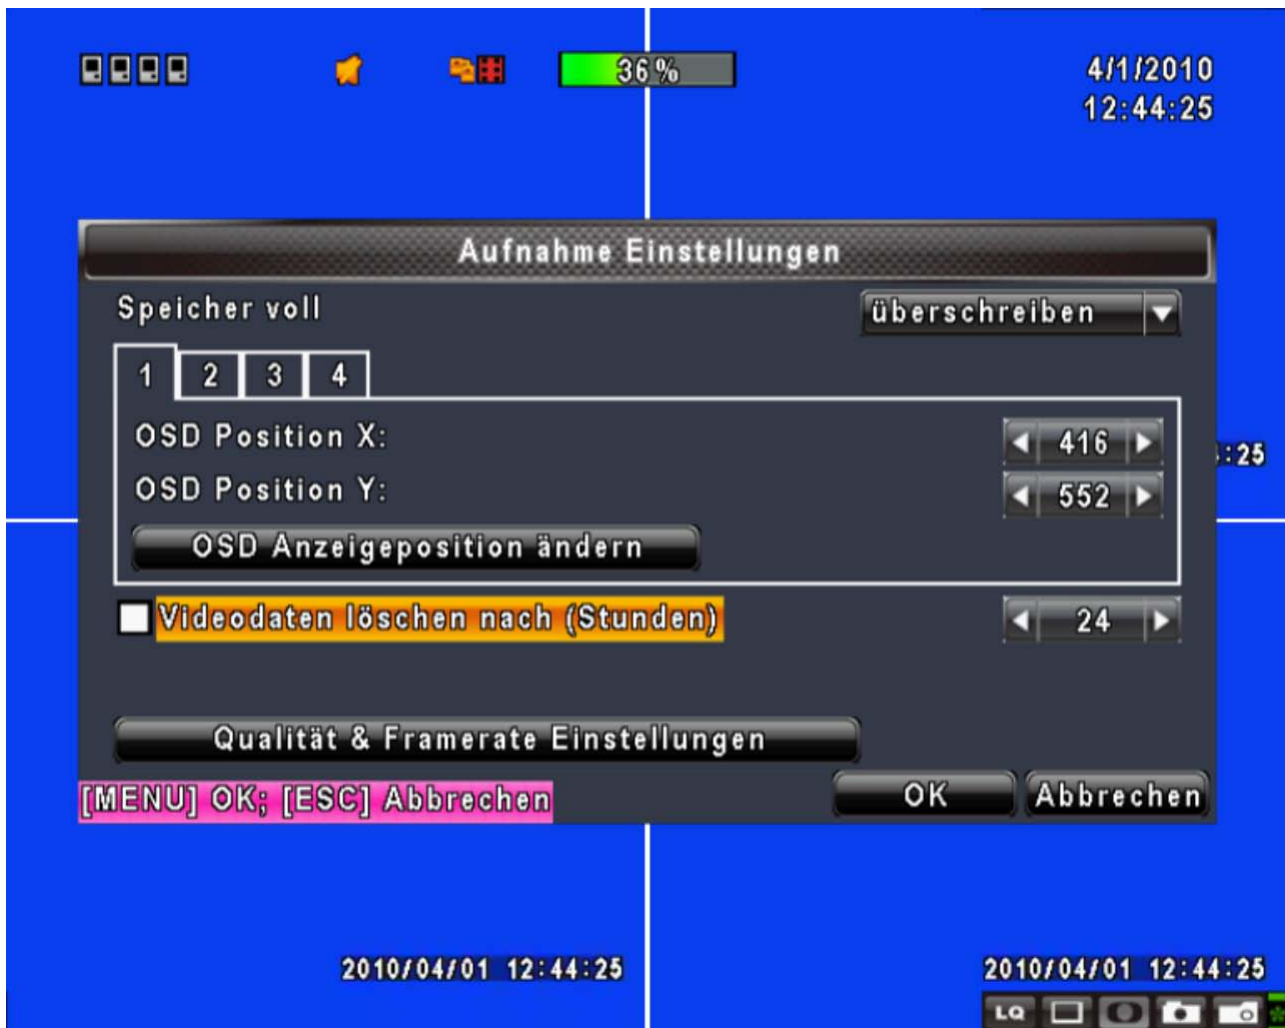 36%
4/1/2010
12:44:25
Aufnahme Einstellungen
Speicher voll
überschreiben
1 2 3 4
OSD Position X:
416
:25
OSD Position Y:
552
OSD Anzeigeposition ändern
Videodaten löschen nach (Stunden)
24
Qualität & Framerate Einstellungen
[MENU] OK; [ESC] Abbrechen
OK
Abbrechen
2010/04/01 12:44:25
2010/04/01 12:44:25
LQ